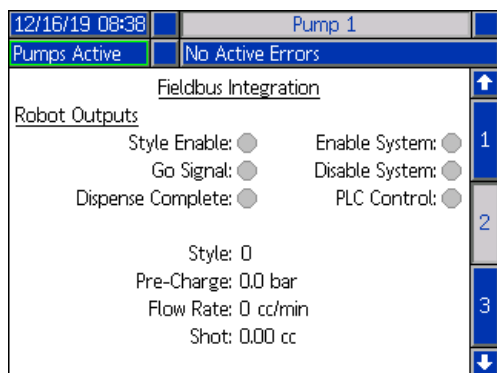 12/16/19 08:38 Pump 1
Pumps Active No Active Errors
Fieldbus Integration
Robot Outputs
Style Enable: Enable System: 1
Go Signal: Disable System:
Dispense Complete: PLC Control:
2
Style: 0
Pre-Charge: 0.0 bar
Flow Rate: 0 cc/min 3
Shot: 0.00 cc